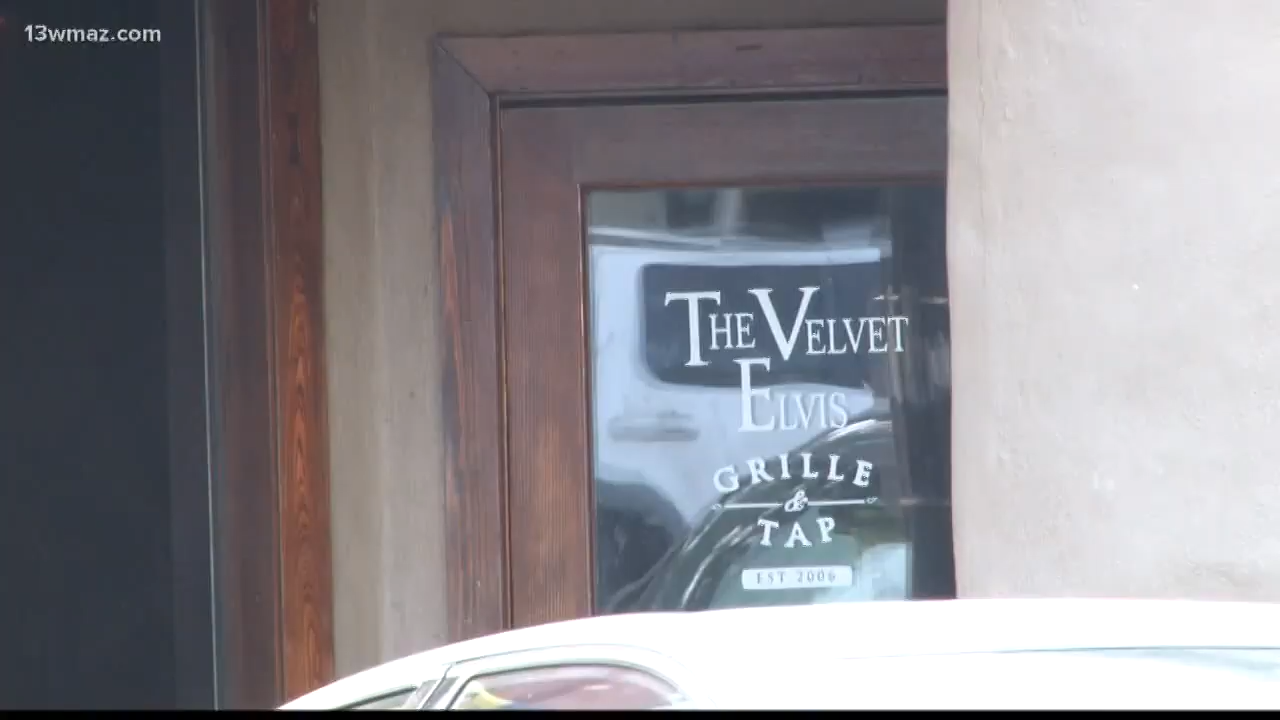 13wmaz.com
THE VELVET
ELVIS
GRILLE
&
TAP
EST 2006